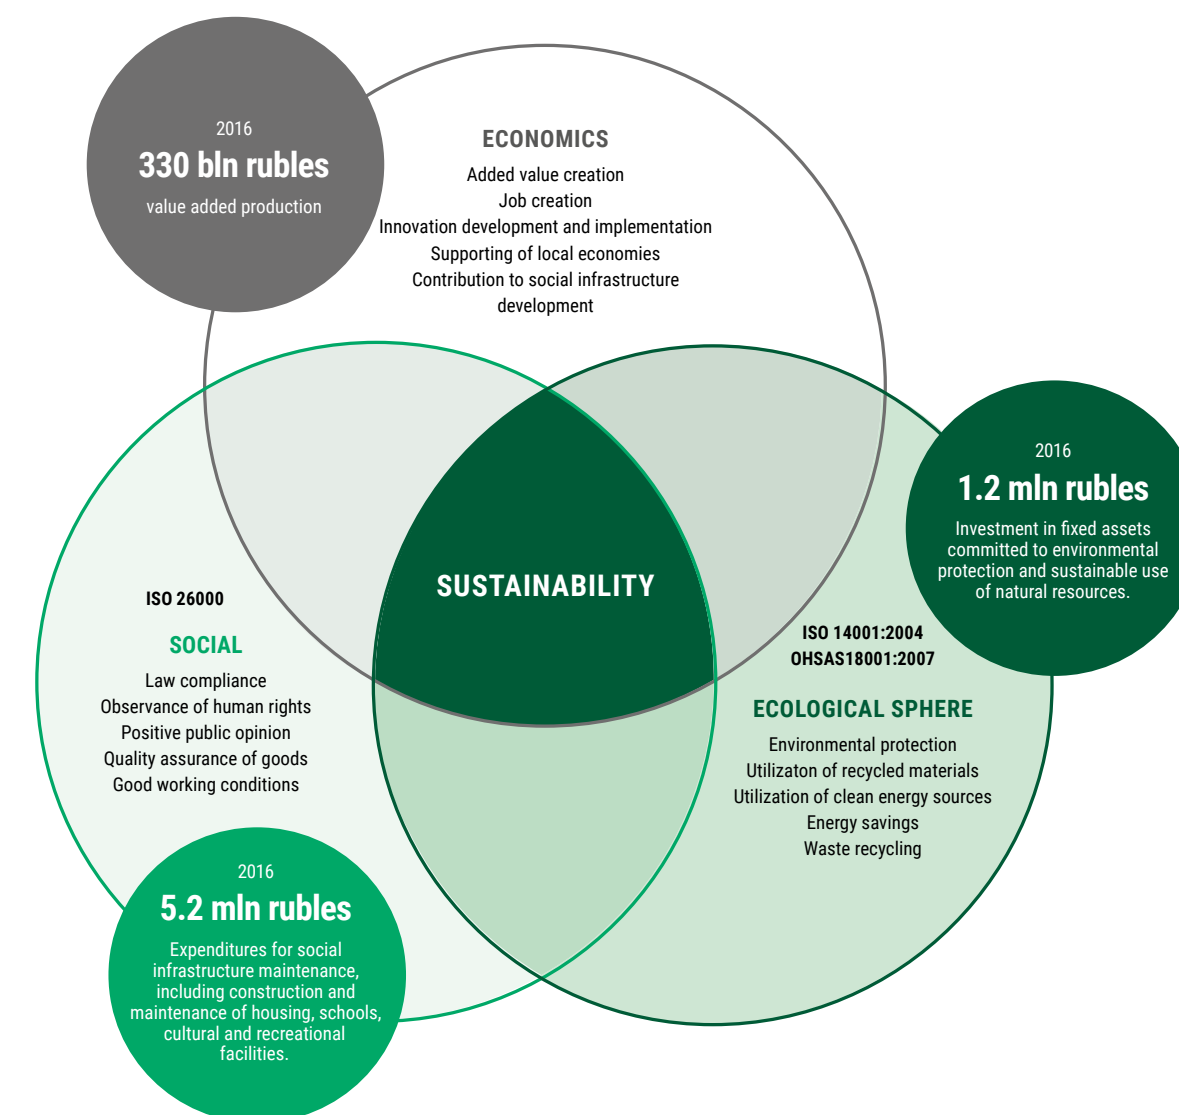 2016
330 bln rubles
value added production
ECONOMICS
Added value creation
Job creation
Innovation development and implementation
Supporting of local economies
Contribution to social infrastructure
development
2016
1.2 mln rubles
Investment in fixed assets
committed to environmental
protection and sustainable use
of natural resources.
SUSTAINABILITY
ISO 26000
SOCIAL
Law compliance
Observance of human rights
Positive public opinion
Quality assurance of goods
Good working conditions
ISO 14001:2004
OHSAS18001:2007
ECOLOGICAL SPHERE
Environmental protection
Utilizaton of recycled materials
Utilization of clean energy sources
Energy savings
Waste recycling
2016
5.2 mln rubles
Expenditures for social
infrastructure maintenance,
including construction and
maintenance of housing, schools,
cultural and recreational
facilities.